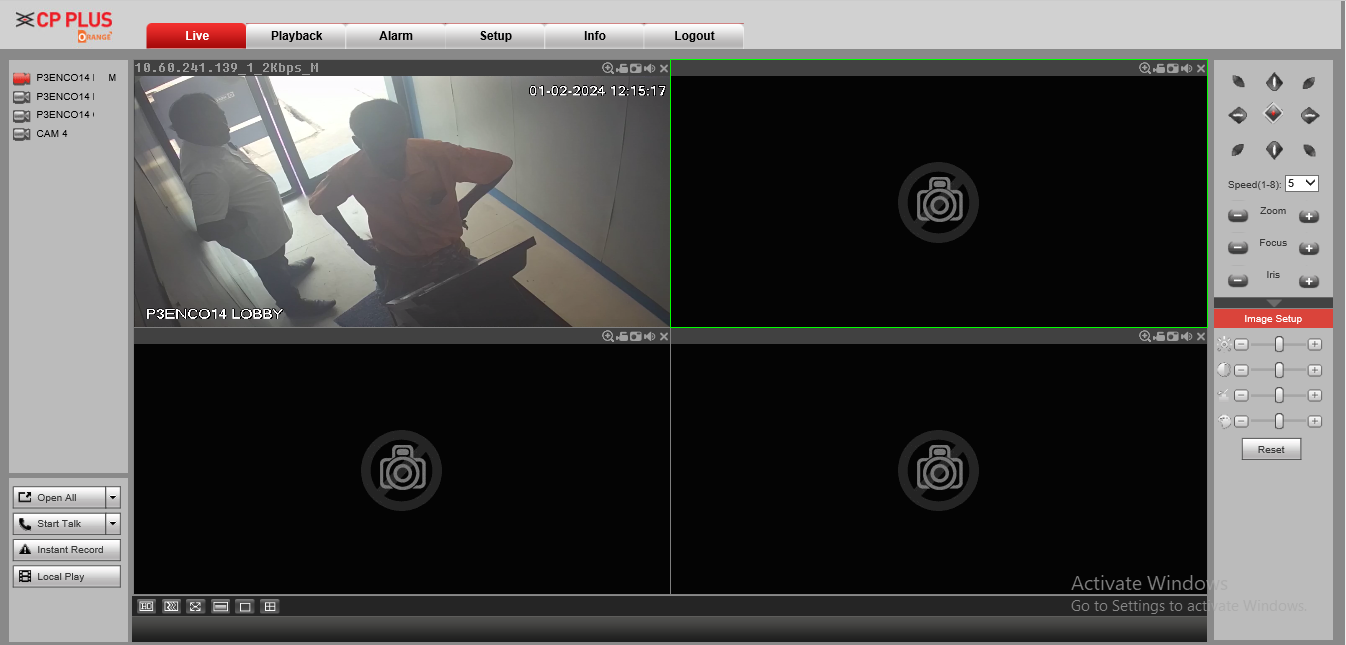 CP PLUS
ORANGE
Live
Playback
Alarm
Setup
Info
Logout
P3ENCO14 M
P3ENCO14
P3ENCO14
CAM 4
10.60.241.139_1_2Kbps_M
01-02-2024 12:15:17
P3ENCO14 LOBBY
Speed(1-8): 5
Zoom
Focus
Iris
Image Setup
Reset
Open All
Start Talk
Instant Record
Local Play
HD
Activate Windows
Go to Settings to activate Windows.